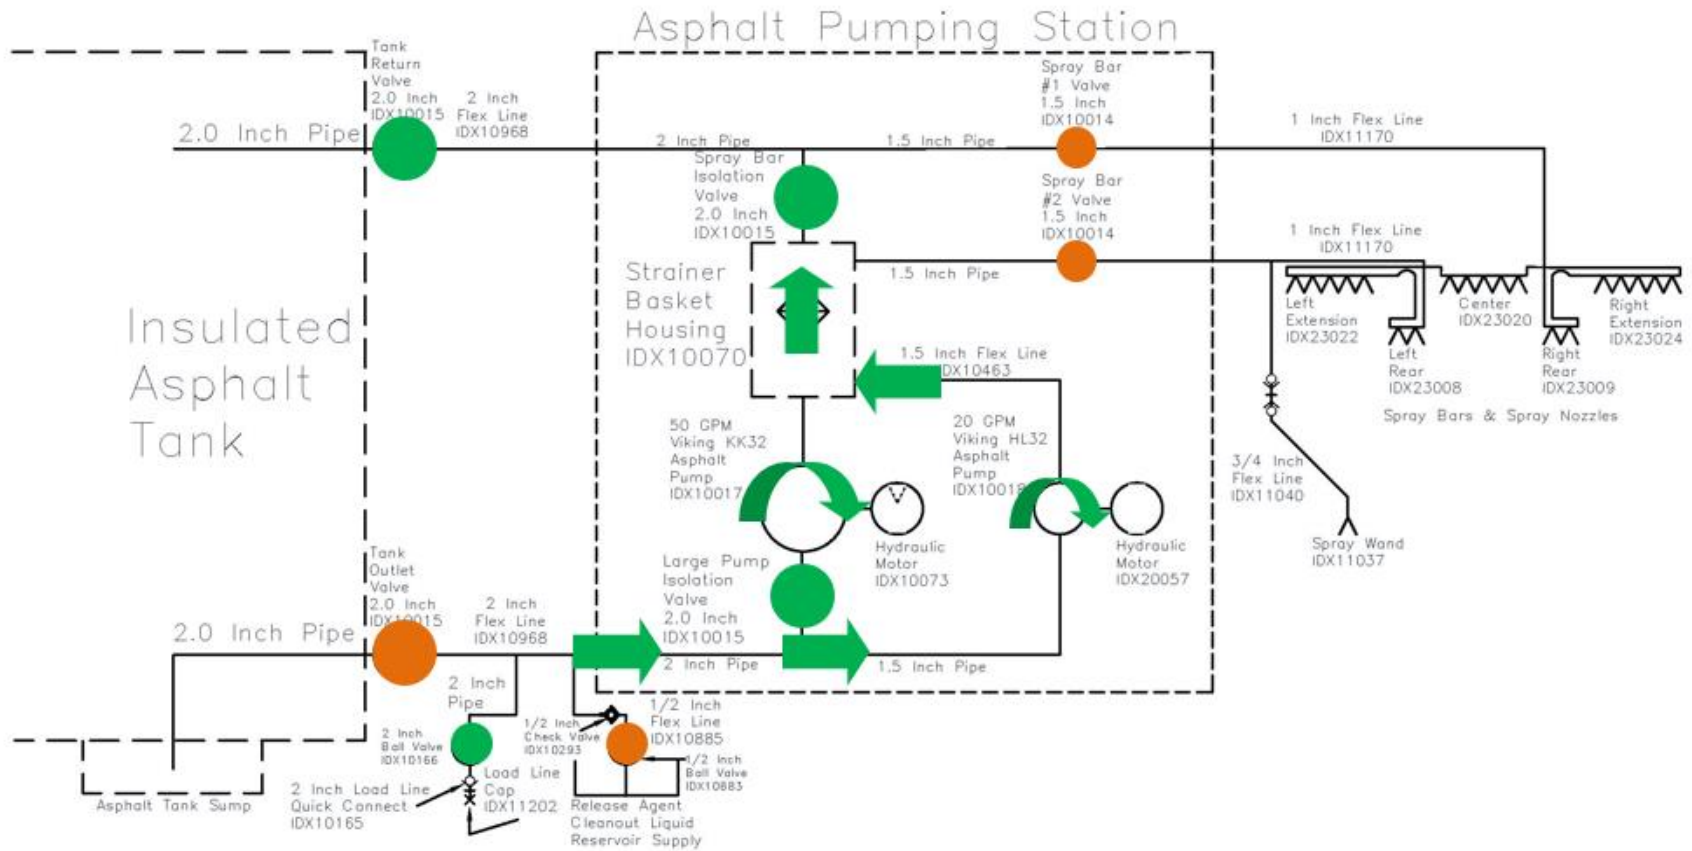 Asphalt Pumping Station
Tank
Return
Valve
2.0 Inch
IDX10015
2 Inch
Flex Line
IDX10968
2.0 Inch Pipe
2 Inch Pipe
Spray Bar
Isolation
Valve
2.0 Inch
IDX10015
1.5 Inch Pipe
Spray Bar
#1 Valve
1.5 Inch
IDX10014
1 Inch Flex Line
IDX11170
Spray Bar
#2 Valve
1.5 Inch
IDX10014
1.5 Inch Pipe
1 Inch Flex Line
IDX11170
Insulated
Asphalt
Tank
Strainer
Basket
Housing
IDX10070
1.5 Inch Flex Line
IDX10463
Left
Extension
IDX23022
Left
Rear
IDX23008
Center
IDX23020
Right
Rear
IDX23009
Right
Extension
IDX23024
Spray Bars & Spray Nozzles
50 GPM
Viking KK32
Asphalt
Pump
IDX10017
20 GPM
Viking HL32
Asphalt
Pump
IDX10018
Hydraulic
Motor
IDX10073
Hydraulic
Motor
IDX20057
3/4 Inch
Flex Line
IDX11040
Spray Wand
IDX11037
Tank
Outlet
Valve
2.0 Inch
IDX10015
2 Inch
Flex Line
IDX10968
Large Pump
Isolation
Valve
2.0 Inch
IDX10015
2.0 Inch Pipe
2 Inch Pipe
1.5 Inch Pipe
2 Inch
Pipe
2 Inch
Ball Valve
IDX10166
1/2 Inch
Check Valve
IDX10293
1/2 Inch
Flex Line
IDX10885
1/2 Inch
Ball Valve
IDX10883
Asphalt Tank Sump
2 Inch Load Line
Quick Connect
IDX10165
Load Line
Cap
IDX11202
Release Agent
Cleanout Liquid
Reservoir Supply